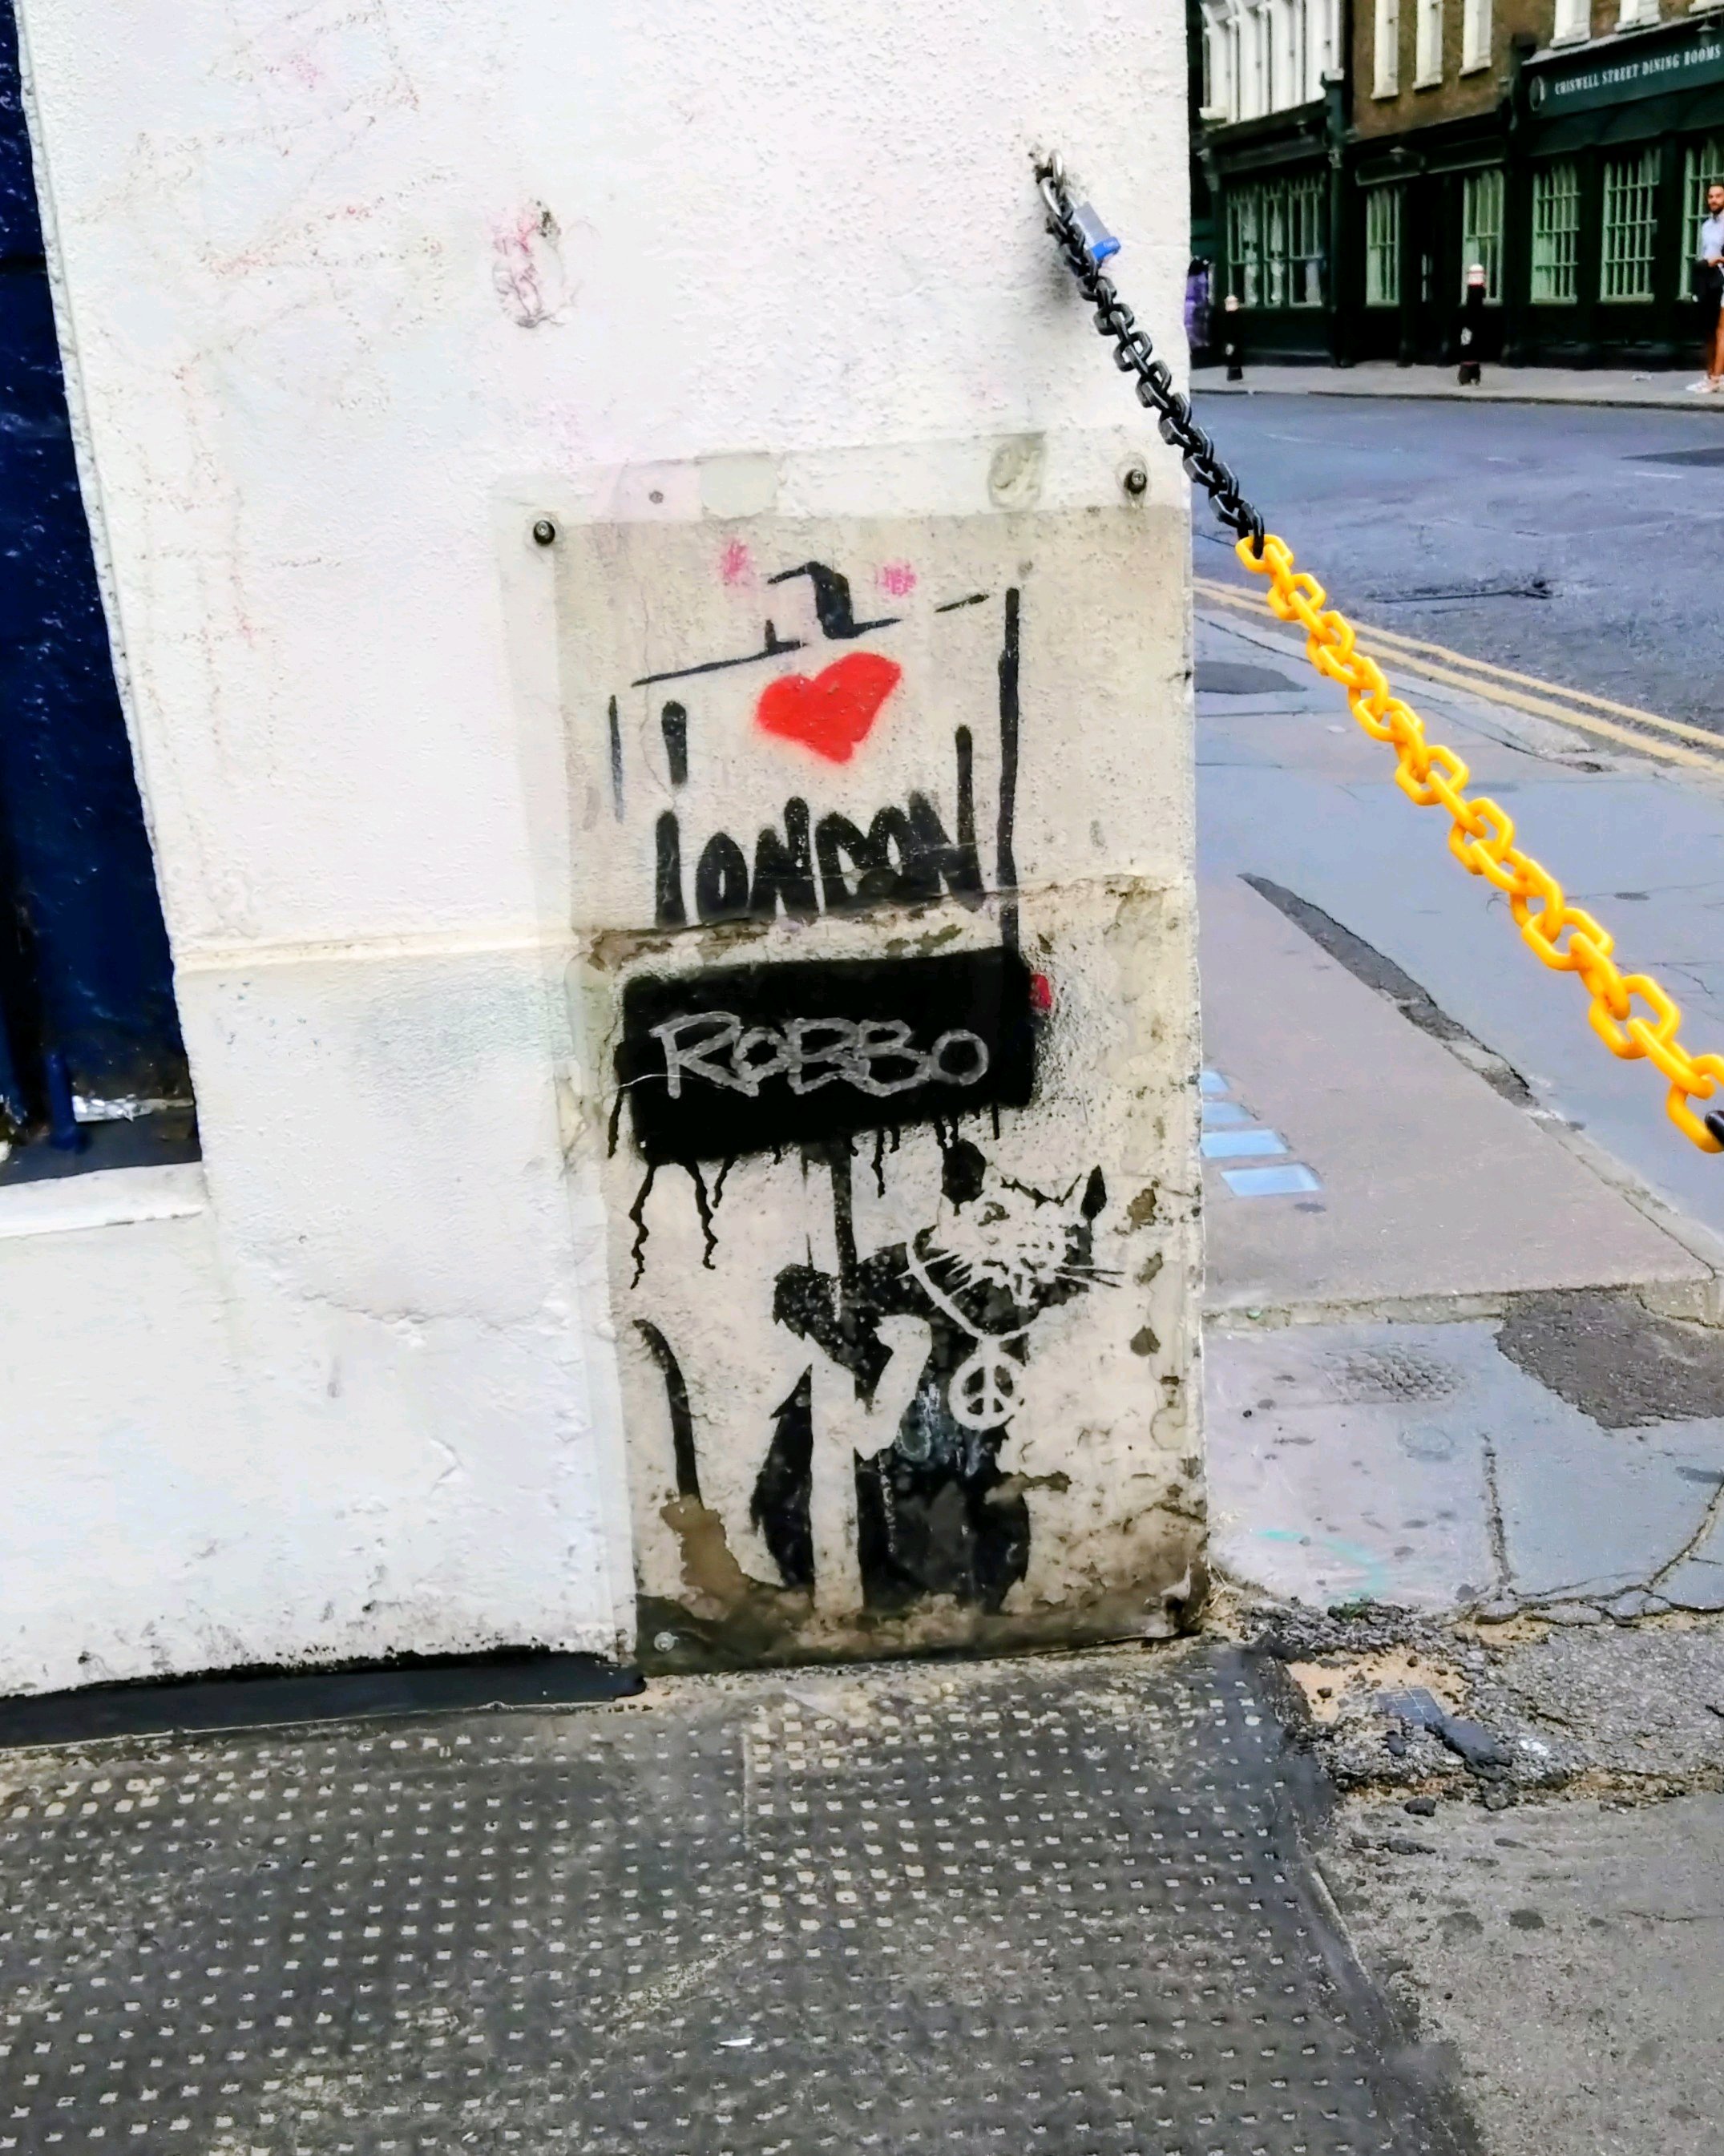 CHISWELL STREET DINING ROOMS
I ❤
LONDON
ROBBO